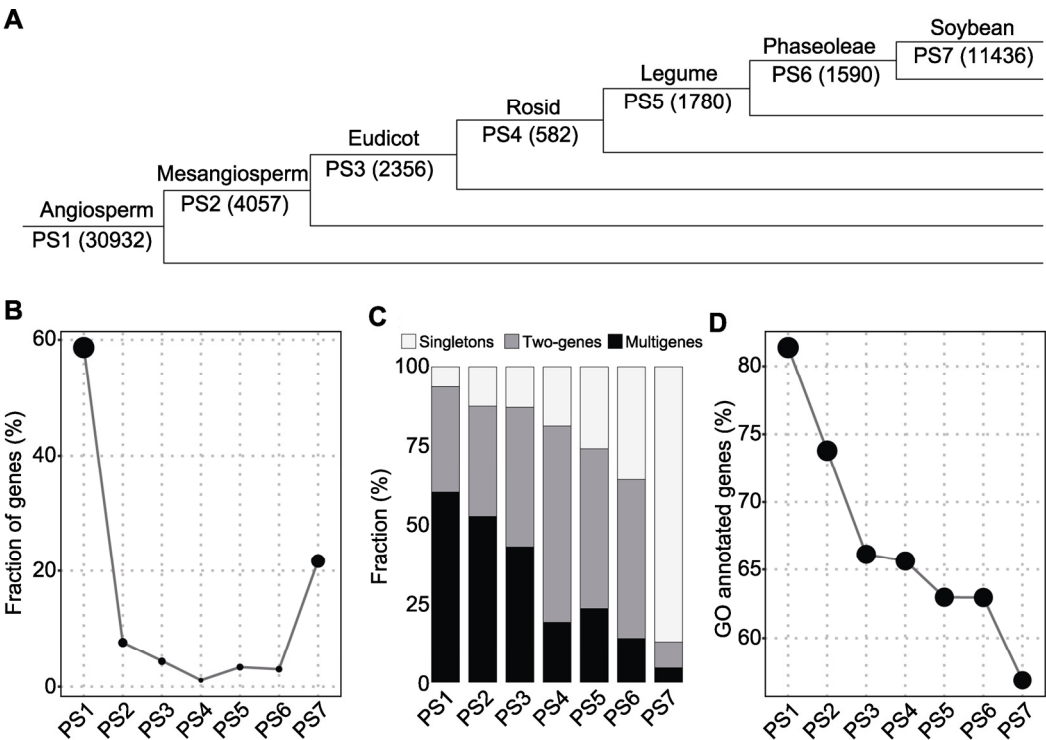 A
Soybean
PS7 (11436)
Phaseoleae
PS6 (1590)
Legume
PS5 (1780)
Rosid
PS4 (582)
Eudicot
PS3 (2356)
Mesangiosperm
PS2 (4057)
Angiosperm
PS1 (30932)
B
Fraction of genes (%)
60
40
20
0
PS1 PS2 PS3 PS4 PS5 PS6 PS7
C
Singletons Two-genes Multigenes
Fraction (%)
100
75
50
25
0
PS1 PS2 PS3 PS4 PS5 PS6 PS7
D
GO annotated genes (%)
80
75
70
65
60
PS1 PS2 PS3 PS4 PS5 PS6 PS7